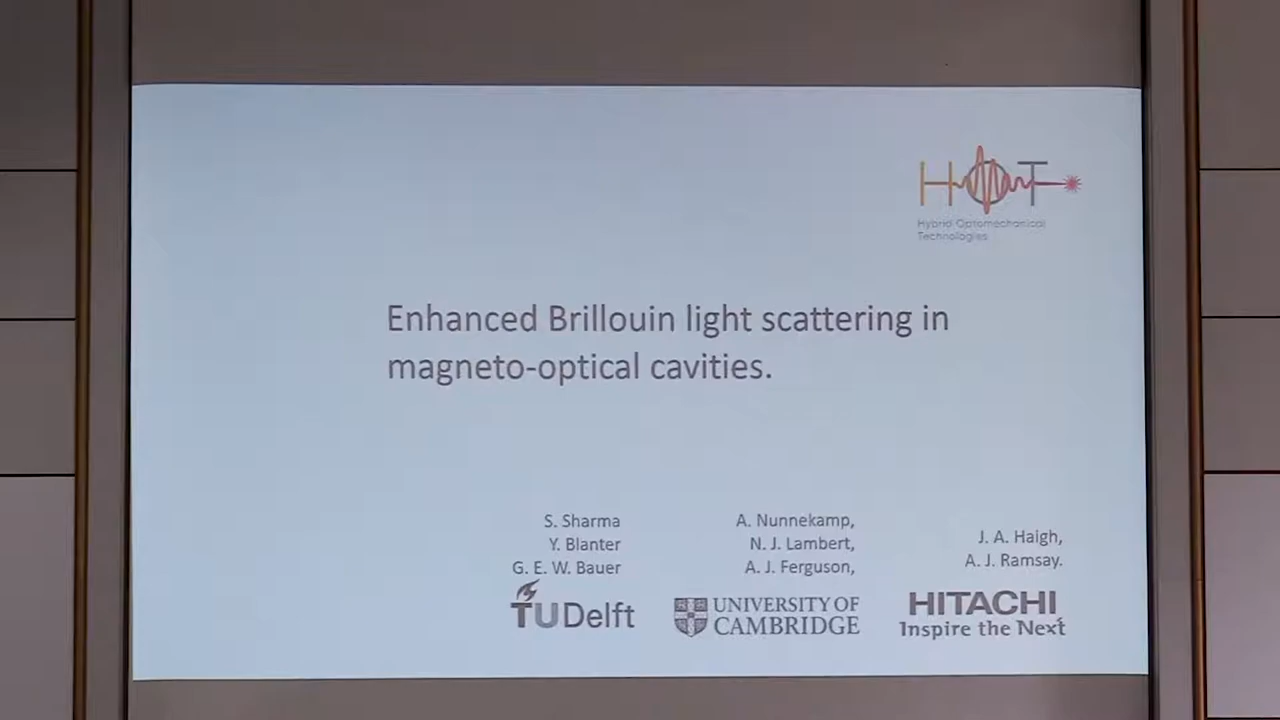 HOT
Hybrid Optomechanical
Technologies
Enhanced Brillouin light scattering in
magneto-optical cavities.
S. Sharma
Y. Blanter
G. E. W. Bauer
TUDelft
A. Nunnekamp,
N. J. Lambert,
A. J. Ferguson,
UNIVERSITY OF
CAMBRIDGE
J. A. Haigh,
A. J. Ramsay.
HITACHI
Inspire the Next